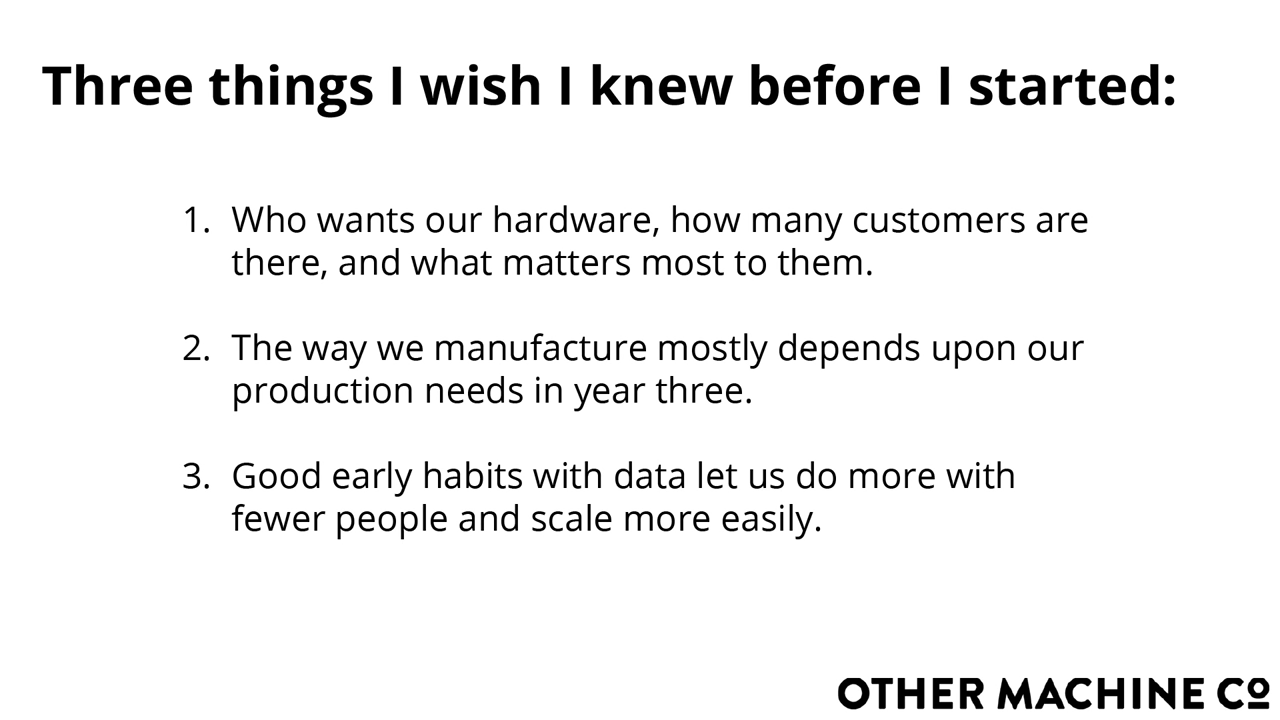 Three things I wish I knew before I started:
1. Who wants our hardware, how many customers are
there, and what matters most to them.
2. The way we manufacture mostly depends upon our
production needs in year three.
3. Good early habits with data let us do more with
fewer people and scale more easily.
OTHER MACHINE Cº